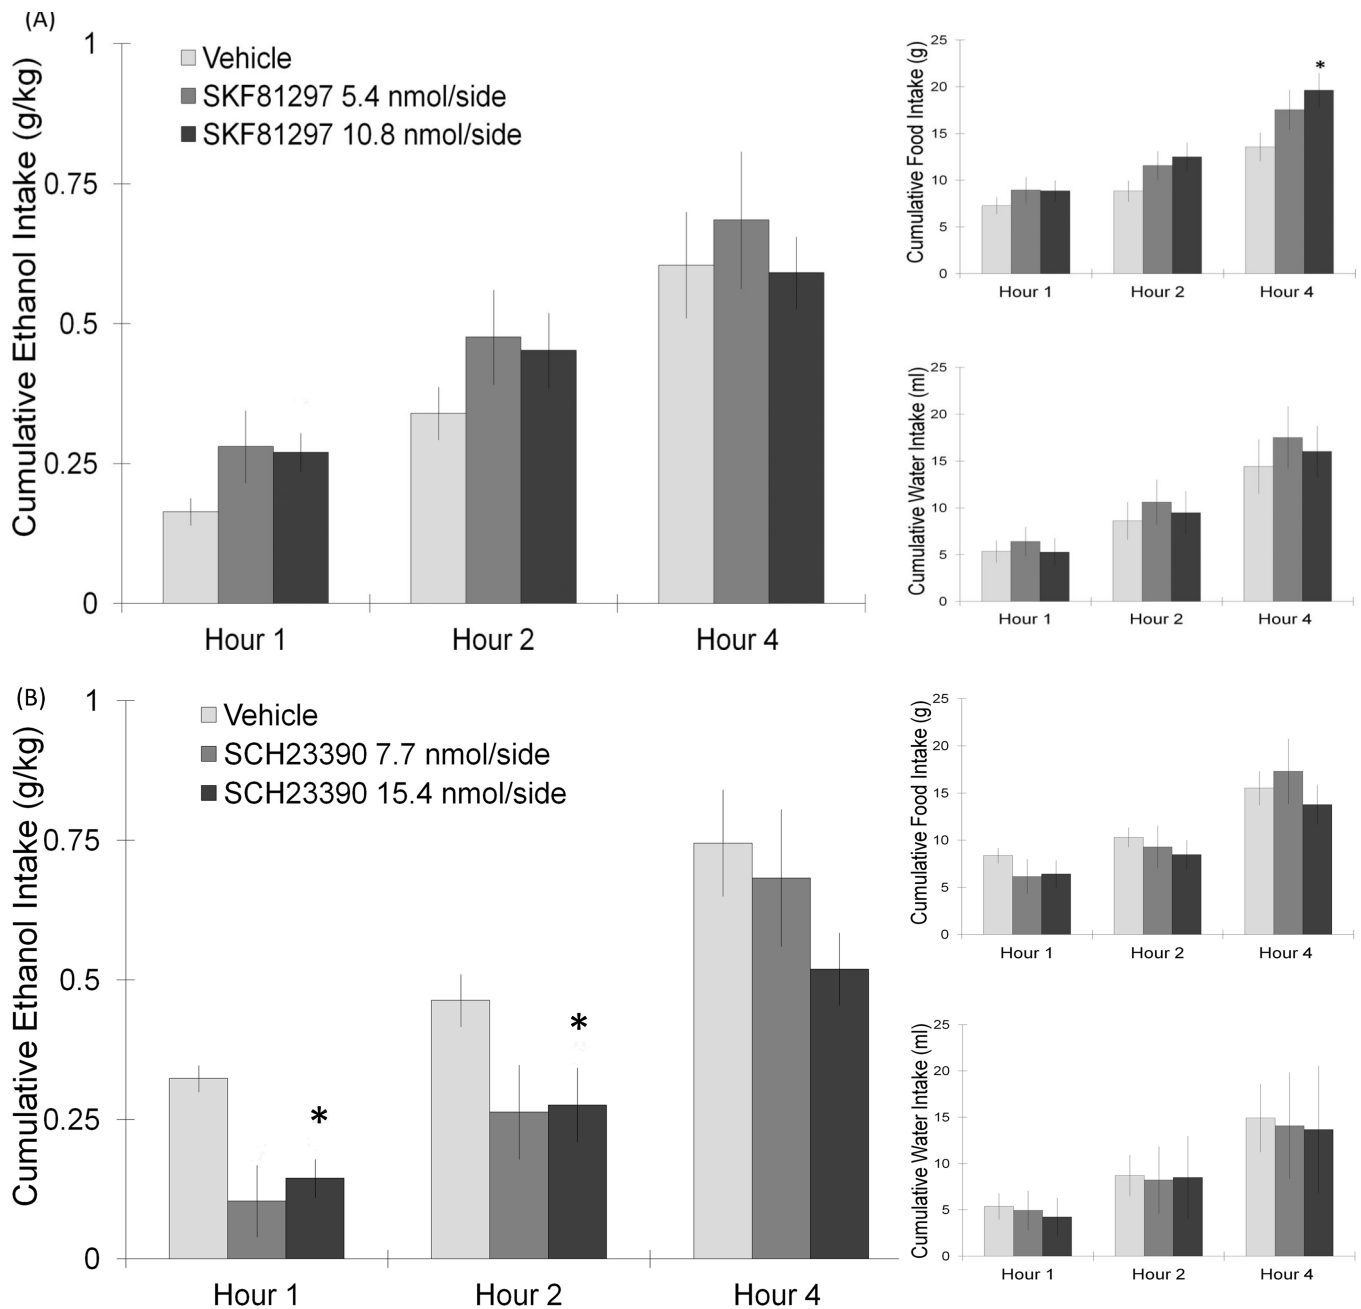 (A)
Cumulative Ethanol Intake (g/kg)
1
0.75
0.5
0.25
0
Vehicle
SKF81297 5.4 nmol/side
SKF81297 10.8 nmol/side
Hour 1
Hour 2
Hour 4
Cumulative Food Intake (g)
25
20
15
10
5
0
*
Hour 1
Hour 2
Hour 4
Cumulative Water Intake (ml)
25
20
15
10
5
0
Hour 1
Hour 2
Hour 4
(B)
Cumulative Ethanol Intake (g/kg)
1
0.75
0.5
0.25
0
Vehicle
SCH23390 7.7 nmol/side
SCH23390 15.4 nmol/side
*
*
Hour 1
Hour 2
Hour 4
Cumulative Food Intake (g)
25
20
15
10
5
0
Hour 1
Hour 2
Hour 4
Cumulative Water Intake (ml)
25
20
15
10
5
0
Hour 1
Hour 2
Hour 4